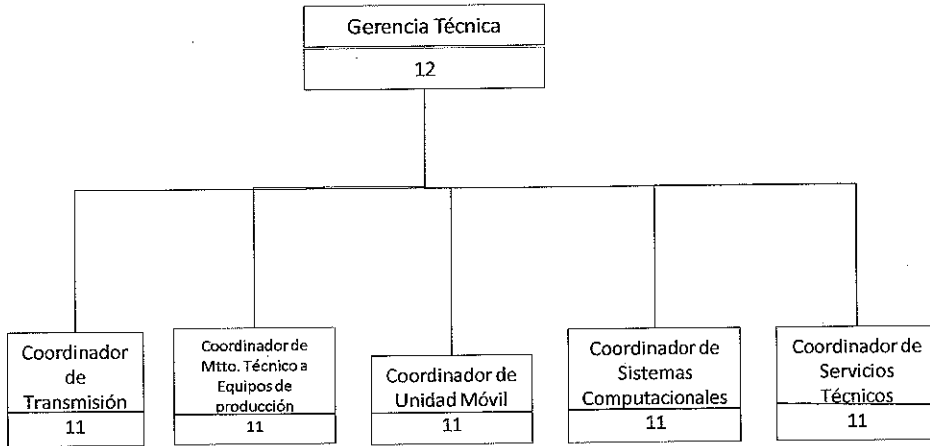 Gerencia Técnica
12
Coordinador
de
Transmisión
11
Coordinador de
Mtto. Técnico a
Equipos de
producción
11
Coordinador de
Unidad Móvil
11
Coordinador de
Sistemas
Computacionales
11
Coordinador de
Servicios
Técnicos
11